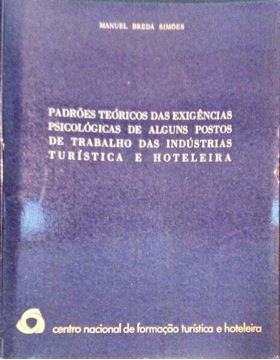 MANUEL BREDA SIMÕES
PADRÕES TEÓRICOS DAS EXIGÊNCIAS
PSICOLÓGICAS DE ALGUNS POSTOS
DE TRABALHO DAS INDÚSTRIAS
TURÍSTICA E HOTELEIRA
centro nacional de formação turística e hoteleira